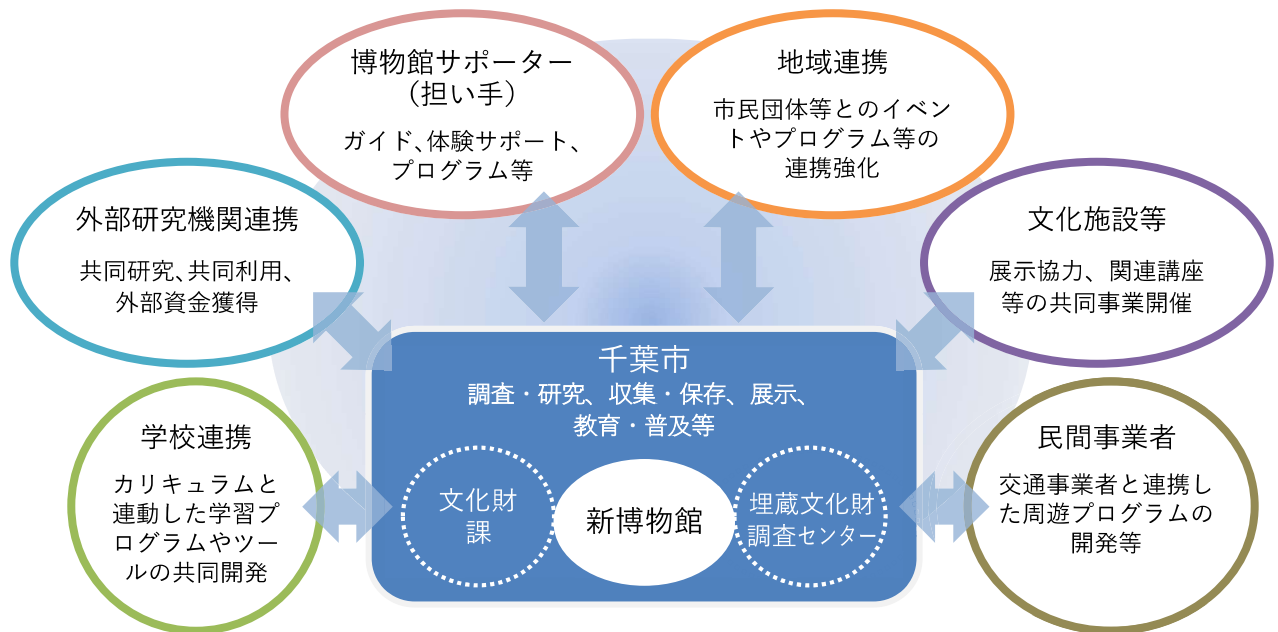 博物館サポーター
（担い手）
ガイド、体験サポート、
プログラム等
地域連携
市民団体等とのイベン
トやプログラム等の
連携強化
外部研究機関連携
共同研究、共同利用、
外部資金獲得
文化施設等
展示協力、関連講座
等の共同事業開催
千葉市
調査・研究、収集・保存、展示、
教育・普及等
文化財
課
新博物館
埋蔵文化財
調査センター
学校連携
カリキュラムと
連動した学習プ
ログラムやツー
ルの共同開発
民間事業者
交通事業者と連携し
た周遊プログラムの
開発等